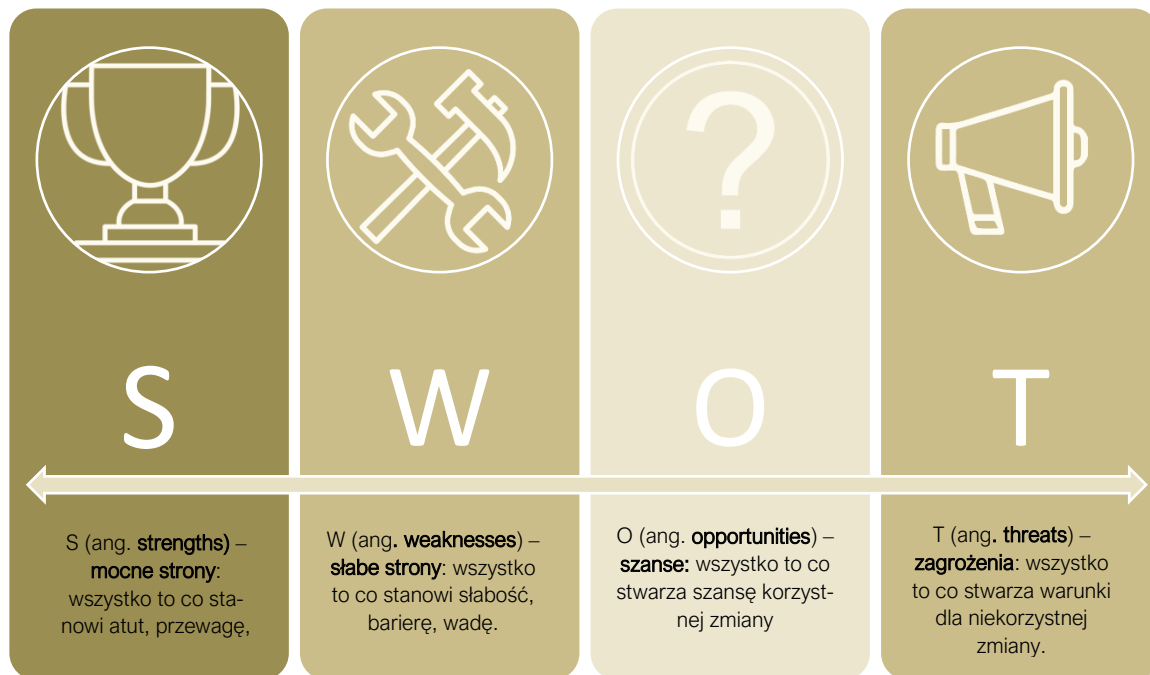 ?
S
W
O
T
S (ang. strengths) –
mocne strony:
wszystko to co sta-
nowi atut, przewagę,
W (ang. weaknesses) –
słabe strony: wszystko
to co stanowi słabość,
barierę, wadę.
O (ang. opportunities) –
szanse: wszystko to co
stwarza szansę korzyst-
nej zmiany
T (ang. threats) –
zagrożenia: wszystko
to co stwarza warunki
dla niekorzystnej
zmiany.